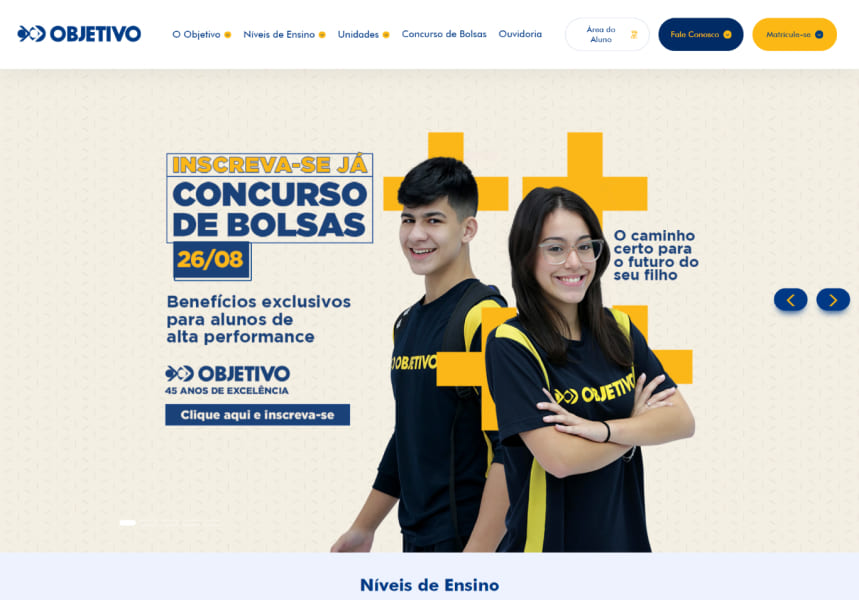 OBJETIVO
O Objetivo
Níveis de Ensino
Unidades
Concurso de Bolsas
Ouvidoria
Área do
Aluno
Fale Conosco
Matricule-se
INSCREVA-SE JÁ
CONCURSO
DE BOLSAS
26/08
Benefícios exclusivos
para alunos de
alta performance
OBJETIVO
45 ANOS DE EXCELÊNCIA
Clique aqui e inscreva-se
O caminho
certo para
o futuro do
seu filho
OBJETIVO
OBJETIVO
Níveis de Ensino